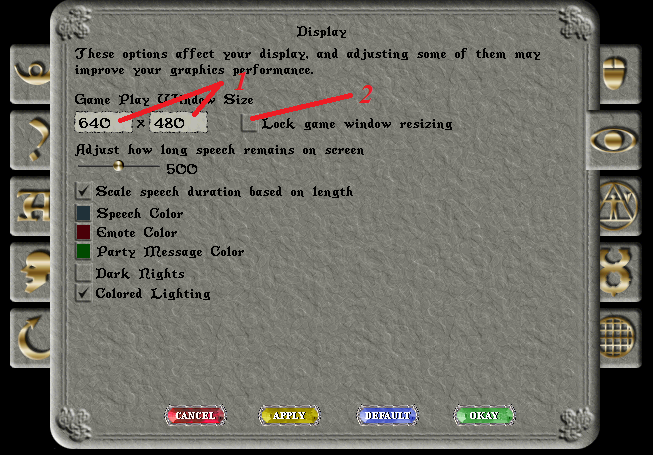 Display
These options affect your display, and adjusting some of them may
improve your graphics performance.
1
Game Play Window Size
2
640 x 480 Lock game window resizing
Adjust how long speech remains on screen
500
Scale speech duration based on length
Speech Color
Emote Color
Party Message Color
Dark Nights
Colored Lighting
CANCEL APPLY DEFAULT OKAY